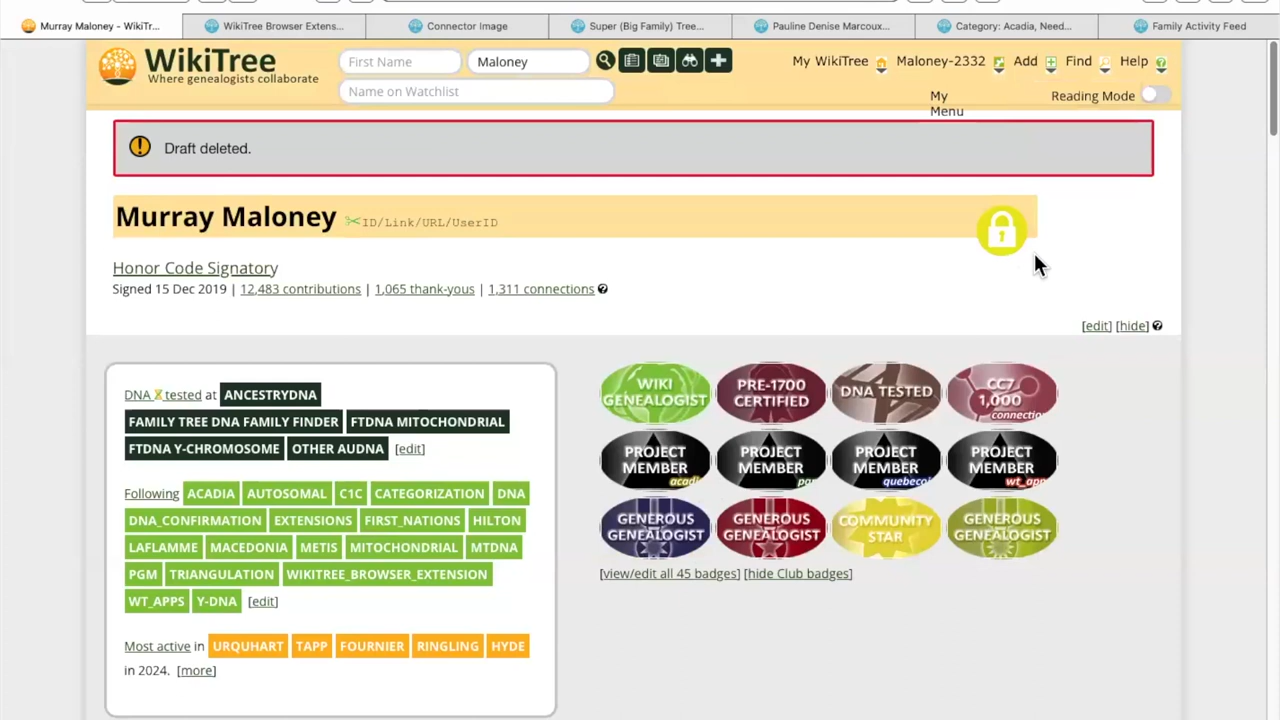 Murray Maloney - WikiTr...
WikiTree Browser Extens...
Connector Image
Super (Big Family) Tree...
Pauline Denise Marcoux...
Category: Acadia, Need...
Family Activity Feed
WikiTree
Where genealogists collaborate
First Name
Maloney
Name on Watchlist
My WikiTree
Maloney-2332
Add
Find
Help
My
Menu
Reading Mode
Draft deleted.
Murray Maloney ID/Link/URL/UserID
Honor Code Signatory
Signed 15 Dec 2019 | 12,483 contributions | 1,065 thank-yous | 1,311 connections
[edit] [hide]
DNA tested at ANCESTRYDNA
FAMILY TREE DNA FAMILY FINDER FTDNA MITOCHONDRIAL
FTDNA Y-CHROMOSOME OTHER AUDNA [edit]
Following ACADIA AUTOSOMAL C1C CATEGORIZATION DNA
DNA_CONFIRMATION EXTENSIONS FIRST_NATIONS HILTON
LAFLAMME MACEDONIA METIS MITOCHONDRIAL MTDNA
PGM TRIANGULATION WIKITREE_BROWSER_EXTENSION
WT_APPS Y-DNA [edit]
Most active in URQUHART TAPP FOURNIER RINGLING HYDE
in 2024. [more]
WIKI
GENEALOGIST
PRE-1700
CERTIFIED
DNA TESTED
CC7
1,000
connectio
PROJECT
MEMBER
acadi
PROJECT
MEMBER
PROJECT
MEMBER
quebeco
PROJECT
MEMBER
wt_app
GENEROUS
GENEALOGIST
GENEROUS
GENEALOGIST
COMMUNITY
STAR
GENEROUS
GENEALOGIST
[view/edit all 45 badges] [hide Club badges]